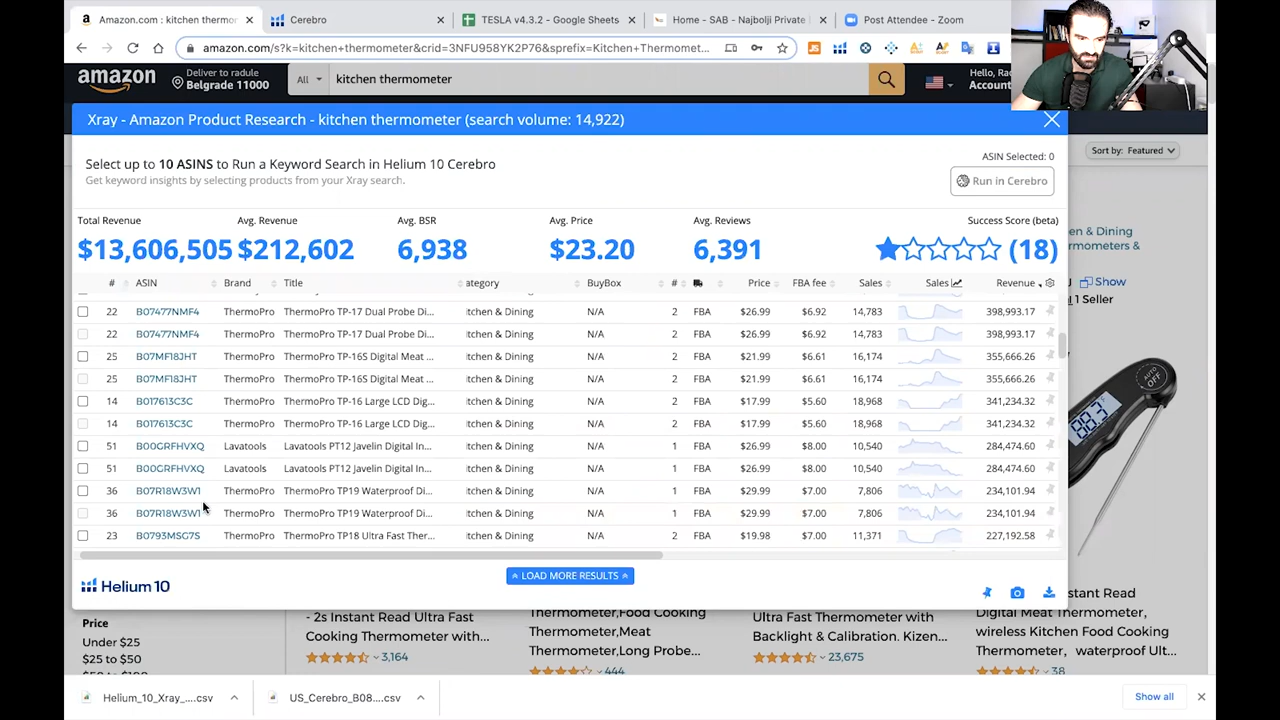 Amazon.com : kitchen thermo
Cerebro
TESLA v4.3.2 - Google Sheets
Home - SAB - Najbolji Private
Post Attendee - Zoom
amazon.com/s?k=kitchen+thermometer&crid=3NFU958YK2P76&sprefix=Kitchen+Thermomet...
amazon
Deliver to radule
Belgrade 11000
All
kitchen thermometer
Hello, Ra
Account
Xray - Amazon Product Research - kitchen thermometer (search volume: 14,922)
Sort by: Featured
Select up to 10 ASINS to Run a Keyword Search in Helium 10 Cerebro
Get keyword insights by selecting products from your Xray search.
ASIN Selected: 0
Run in Cerebro
Total Revenue Avg. Revenue Avg. BSR Avg. Price Avg. Reviews Success Score (beta)
$13,606,505 $212,602 6,938 $23.20 6,391 (18)
# ASIN Brand Title ategory BuyBox # Price FBA fee Sales Sales Revenue
22 B07477NMF4 ThermoPro ThermoPro TP-17 Dual Probe Di... itchen & Dining N/A 2 FBA $26.99 $6.92 14,783 398,993.17
22 B07477NMF4 ThermoPro ThermoPro TP-17 Dual Probe Di... itchen & Dining N/A 2 FBA $26.99 $6.92 14,783 398,993.17
25 B07MF18JHT ThermoPro ThermoPro TP-16S Digital Meat ... itchen & Dining N/A 2 FBA $21.99 $6.61 16,174 355,666.26
25 B07MF18JHT ThermoPro ThermoPro TP-16S Digital Meat ... itchen & Dining N/A 2 FBA $21.99 $6.61 16,174 355,666.26
14 B017613C3C ThermoPro ThermoPro TP-16 Large LCD Dig... itchen & Dining N/A 2 FBA $17.99 $5.60 18,968 341,234.32
14 B017613C3C ThermoPro ThermoPro TP-16 Large LCD Dig... itchen & Dining N/A 2 FBA $17.99 $5.60 18,968 341,234.32
51 B00GRFHVXQ Lavatools Lavatools PT12 Javelin Digital In... itchen & Dining N/A 1 FBA $26.99 $8.00 10,540 284,474.60
51 B00GRFHVXQ Lavatools Lavatools PT12 Javelin Digital In... itchen & Dining N/A 1 FBA $26.99 $8.00 10,540 284,474.60
36 B07R18W3W1 ThermoPro ThermoPro TP19 Waterproof Di... itchen & Dining N/A 1 FBA $29.99 $7.00 7,806 234,101.94
36 B07R18W3W1 ThermoPro ThermoPro TP19 Waterproof Di... itchen & Dining N/A 1 FBA $29.99 $7.00 7,806 234,101.94
23 B0793MSG7S ThermoPro ThermoPro TP18 Ultra Fast Ther... itchen & Dining N/A 2 FBA $19.98 $7.00 11,371 227,192.58
LOAD MORE RESULTS
Helium 10
en & Dining
ermometers &
Show
1 Seller
AUTO
OFF
88.3
Price
Under $25
$25 to $50
- 2s Instant Read Ultra Fast
Cooking Thermometer with...
3,164
Thermometer,Food Cooking
Thermometer,Meat
Thermometer,Long Probe...
444
Ultra Fast Thermometer with
Backlight & Calibration. Kizen...
23,675
nstant Read
Digital Meat Thermometer,
wireless Kitchen Food Cooking
Thermometer, waterproof Ult...
38
Helium_10_Xray_....csv
US_Cerebro_B08....csv
Show all